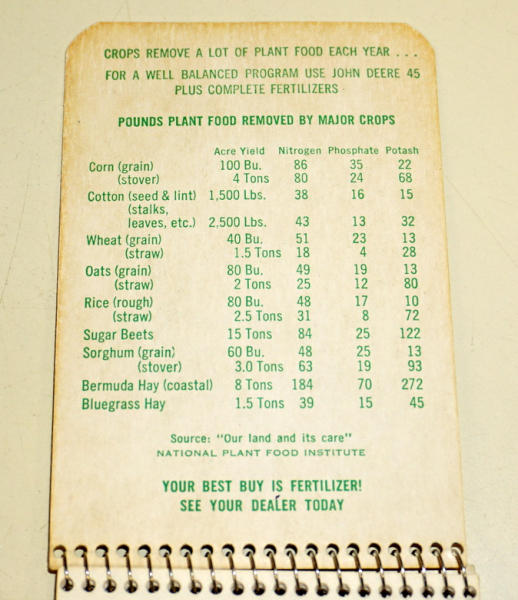 CROPS REMOVE A LOT OF PLANT FOOD EACH YEAR . . .
FOR A WELL BALANCED PROGRAM USE JOHN DEERE 45
PLUS COMPLETE FERTILIZERS
POUNDS PLANT FOOD REMOVED BY MAJOR CROPS
Acre Yield Nitrogen Phosphate Potash
Corn (grain) 100 Bu. 86 35 22
(stover) 4 Tons 80 24 68
Cotton (seed & lint) 1,500 Lbs. 38 16 15
(stalks,
leaves, etc.) 2,500 Lbs. 43 13 32
Wheat (grain) 40 Bu. 51 23 13
(straw) 1.5 Tons 18 4 28
Oats (grain) 80 Bu. 49 19 13
(straw) 2 Tons 25 12 80
Rice (rough) 80 Bu. 48 17 10
(straw) 2.5 Tons 31 8 72
Sugar Beets 15 Tons 84 25 122
Sorghum (grain) 60 Bu. 48 25 13
(stover) 3.0 Tons 63 19 93
Bermuda Hay (coastal) 8 Tons 184 70 272
Bluegrass Hay 1.5 Tons 39 15 45
Source: "Our land and its care"
NATIONAL PLANT FOOD INSTITUTE
YOUR BEST BUY IS FERTILIZER!
SEE YOUR DEALER TODAY